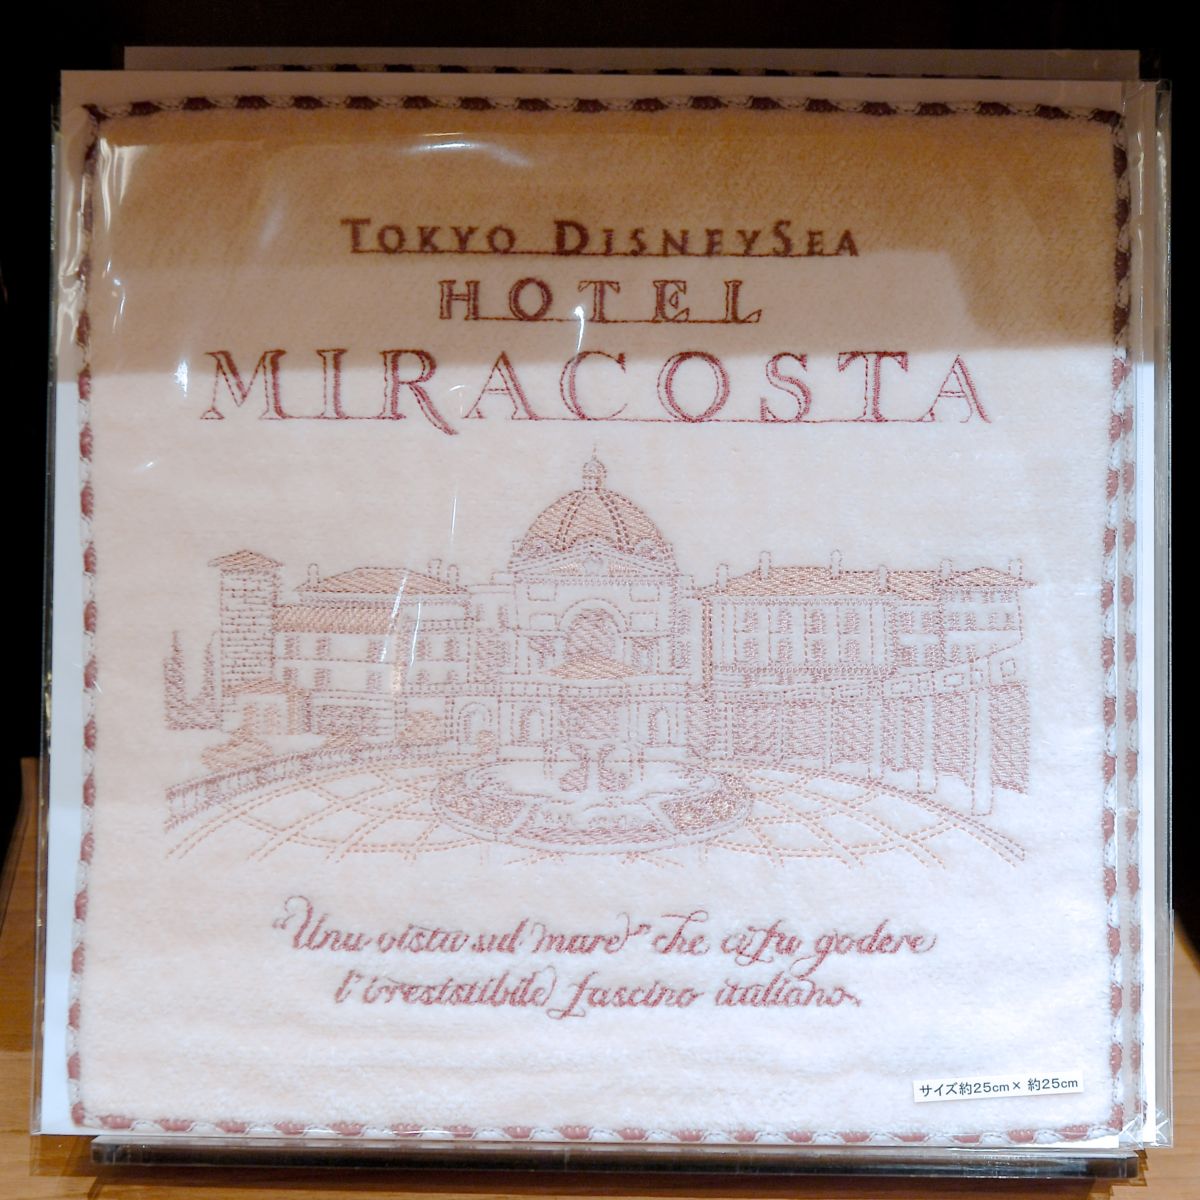 TOKYO DISNEYSEA
HOTEL
MIRACOSTA
"Una vista sul mare" che ci fa godere
l'irresistibile fascino italiano.
サイズ約25cm×約25cm